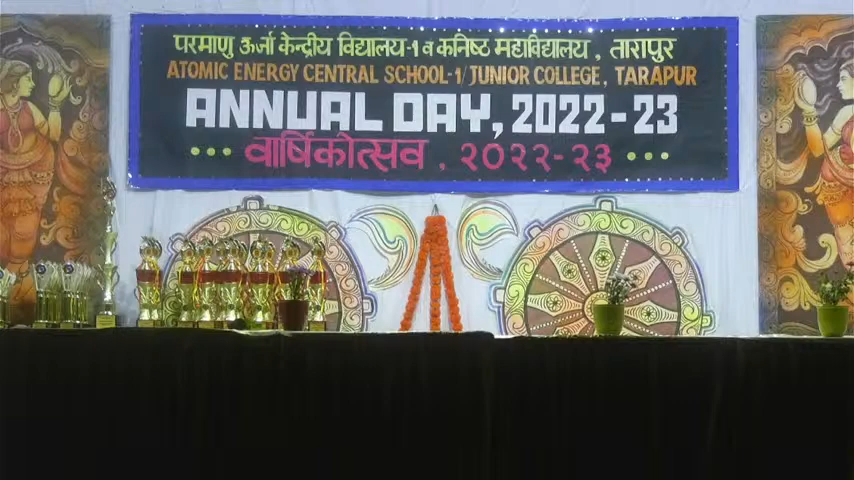 परमाणु ऊर्जा केन्द्रीय विद्यालय-१ व कनिष्ठ महाविद्यालय, तारापुर
ATOMIC ENERGY CENTRAL SCHOOL-1/JUNIOR COLLEGE, TARAPUR
ANNUAL DAY, 2022-23
वार्षिकोत्सव, २०२२-२३